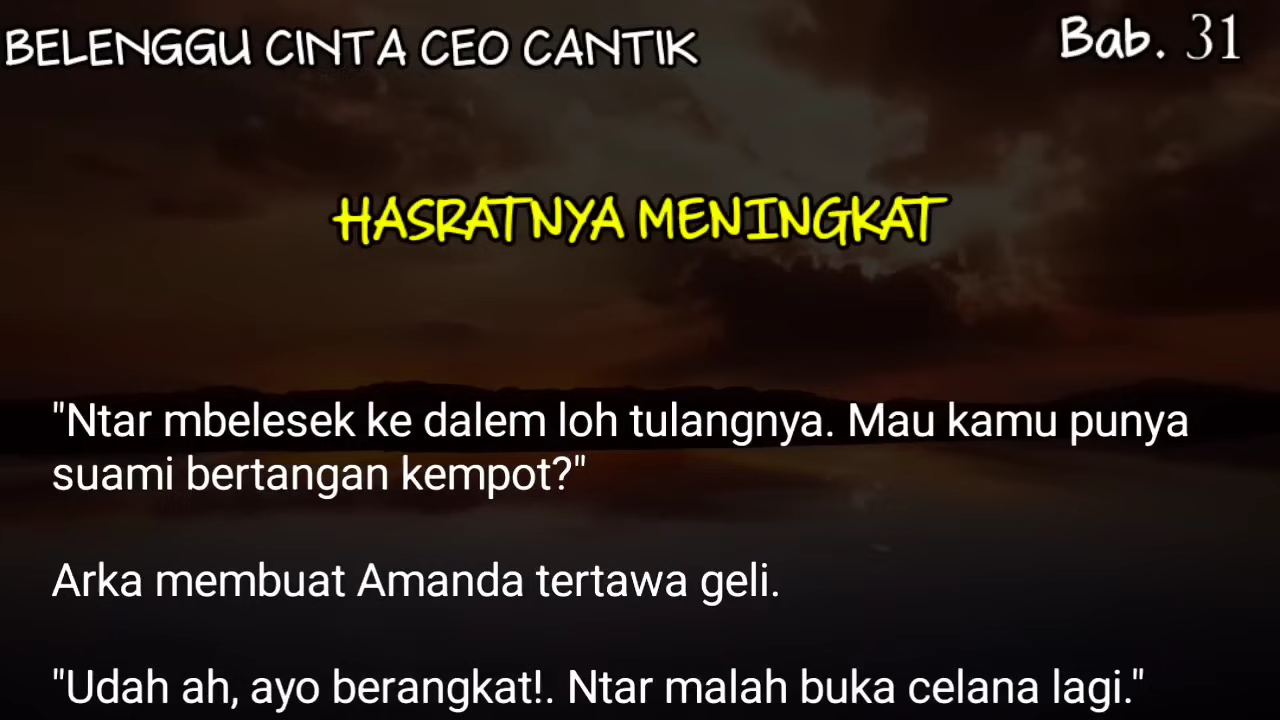 BELENGGU CINTA CEO CANTIK
Bab. 31
HASRATNYA MENINGKAT
"Ntar mbelesek ke dalem loh tulangnya. Mau kamu punya
suami bertangan kempot?"
Arka membuat Amanda tertawa geli.
"Udah ah, ayo berangkat!. Ntar malah buka celana lagi."